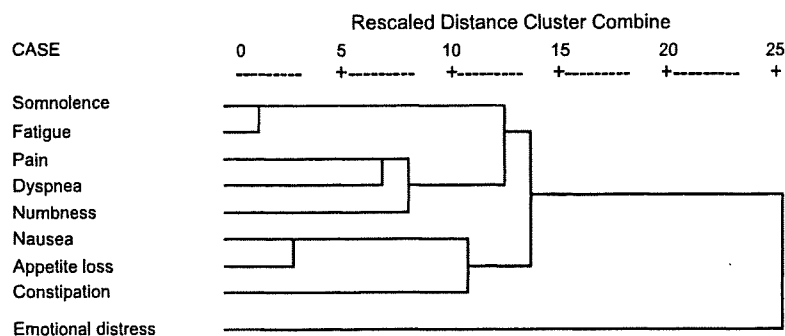 Rescaled Distance Cluster Combine
CASE 0 5 10 15 20 25
Somnolence
Fatigue
Pain
Dyspnea
Numbness
Nausea
Appetite loss
Constipation
Emotional distress